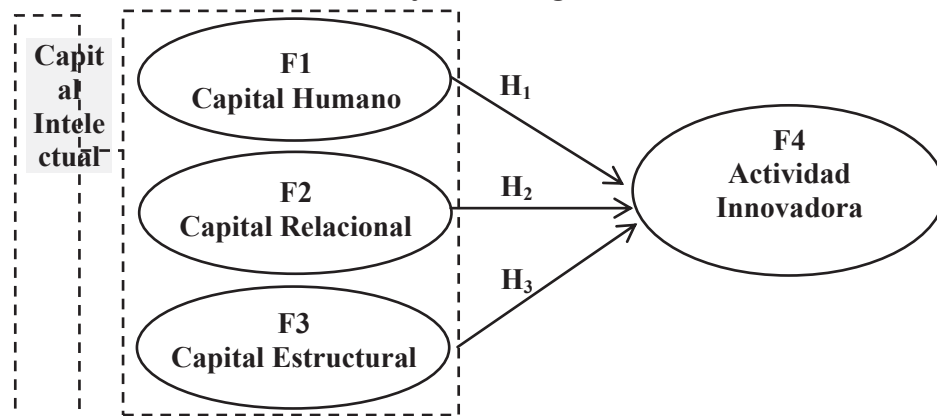 Capit
al
Intele
ctual
F1
Capital Humano
F2
Capital Relacional
F3
Capital Estructural
H₁
H₂
H₃
F4
Actividad
Innovadora